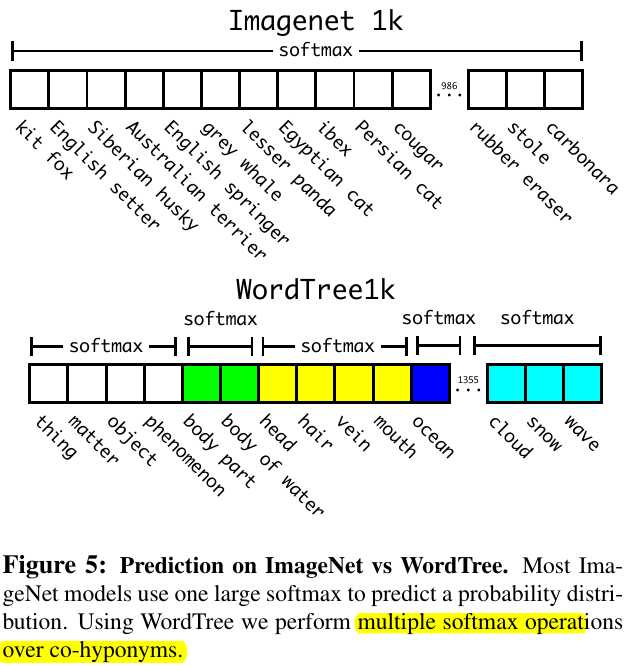 Imagenet 1k
softmax
986
...
kit fox
English setter
Siberian husky
Australian terrier
English springer
grey whale
lesser panda
Egyptian cat
ibex
Persian cat
cougar
rubber eraser
stole
carbonara
WordTree1k
softmax
softmax
softmax
softmax
softmax
1355
...
thing
matter
object
phenomenon
body part
body of water
head
hair
vein
mouth
ocean
cloud
snow
wave
Figure 5: Prediction on ImageNet vs WordTree. Most Ima-
geNet models use one large softmax to predict a probability distri-
bution. Using WordTree we perform multiple softmax operations
over co-hyponyms.